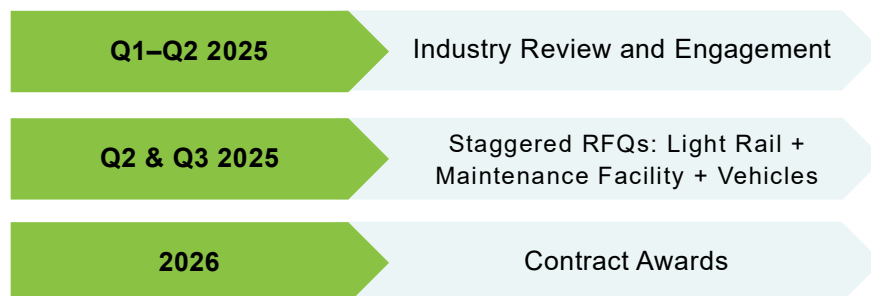 Q1–Q2 2025
Industry Review and Engagement
Q2 & Q3 2025
Staggered RFQs: Light Rail +
Maintenance Facility + Vehicles
2026
Contract Awards